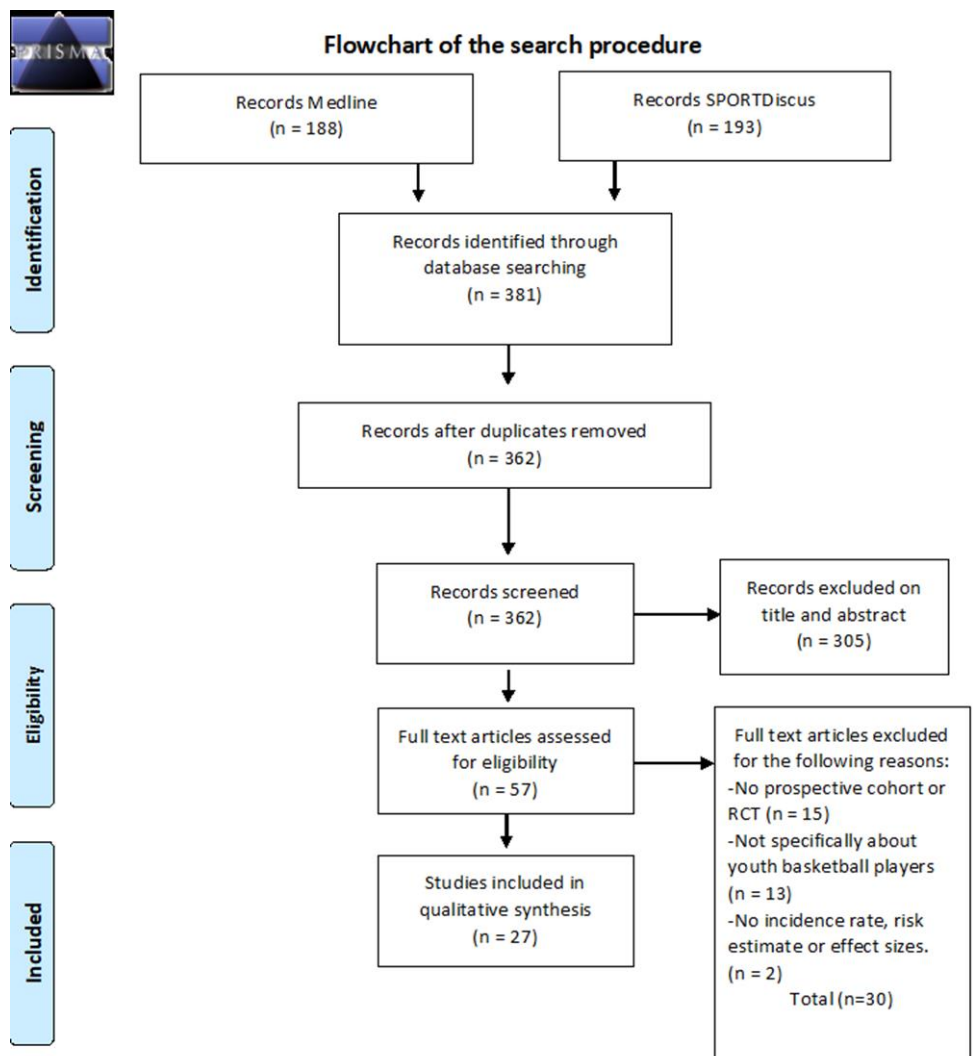 PRISMA
Flowchart of the search procedure
Records Medline
(n = 188)
Records SPORTDiscus
(n = 193)
Identification
Records identified through
database searching
(n = 381)
Screening
Records after duplicates removed
(n = 362)
Records screened
(n = 362)
Records excluded on
title and abstract
(n = 305)
Eligibility
Full text articles assessed
for eligibility
(n = 57)
Full text articles excluded
for the following reasons:
-No prospective cohort or
RCT (n = 15)
-Not specifically about
youth basketball players
(n = 13)
-No incidence rate, risk
estimate or effect sizes.
(n = 2)
Total (n=30)
Included
Studies included in
qualitative synthesis
(n = 27)